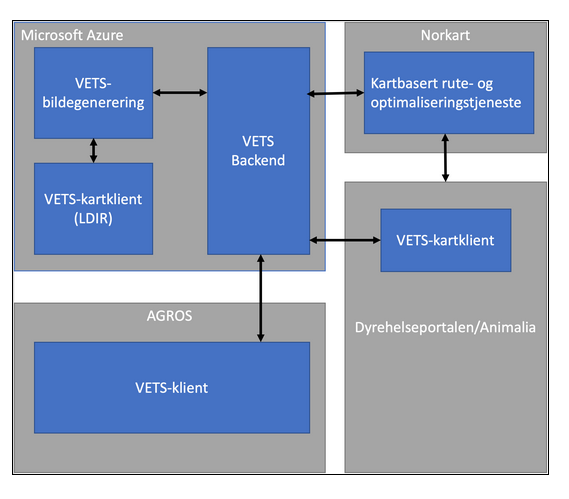 Microsoft Azure
VETS-
bildegenerering
VETS-kartklient
(LDIR)
VETS
Backend
Norkart
Kartbasert rute- og
optimaliseringstjeneste
VETS-kartklient
Dyrehelseportalen/Animalia
AGROS
VETS-klient